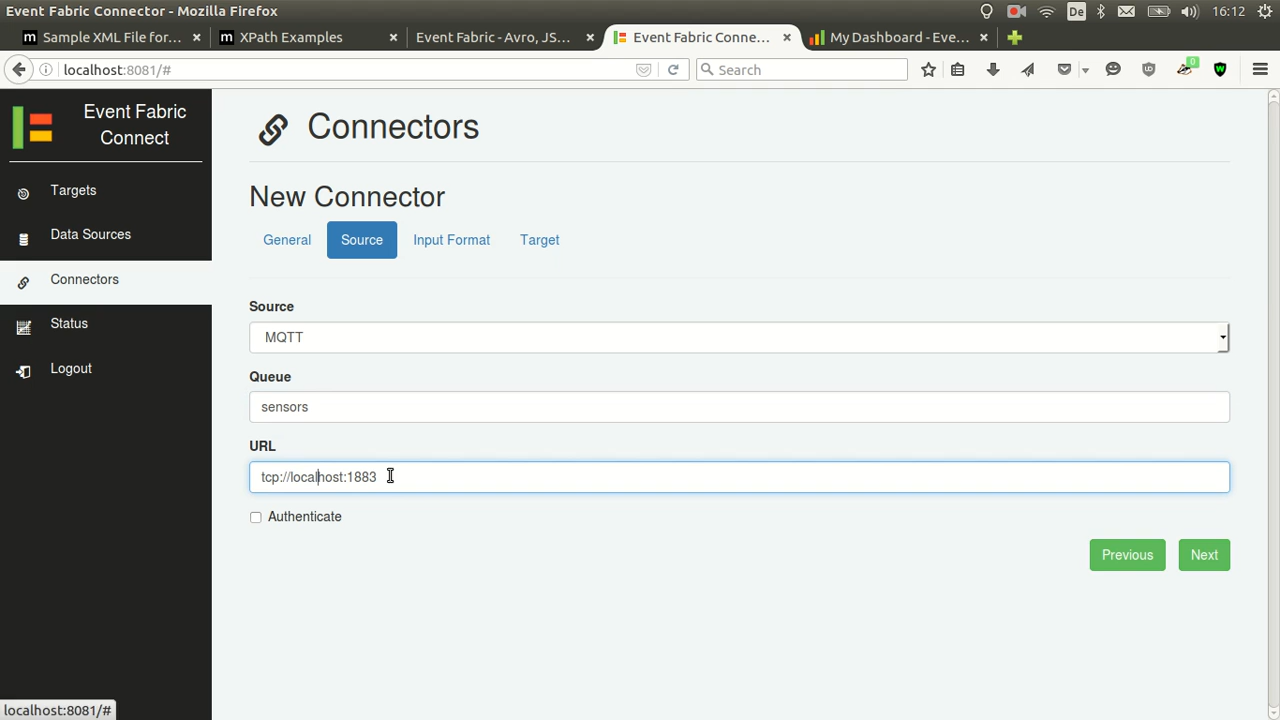 Event Fabric Connector - Mozilla Firefox
De
16:12
m Sample XML File for... ×
m XPath Examples ×
Event Fabric - Avro, JS... ×
Event Fabric Conne... ×
My Dashboard - Eve... ×
localhost:8081/#
Search
0
W
Event Fabric
Connect
Targets
Data Sources
Connectors
Status
Logout
Connectors
New Connector
General
Source
Input Format
Target
Source
MQTT
Queue
sensors
URL
tcp://localhost:1883
Authenticate
Previous
Next
localhost:8081/#